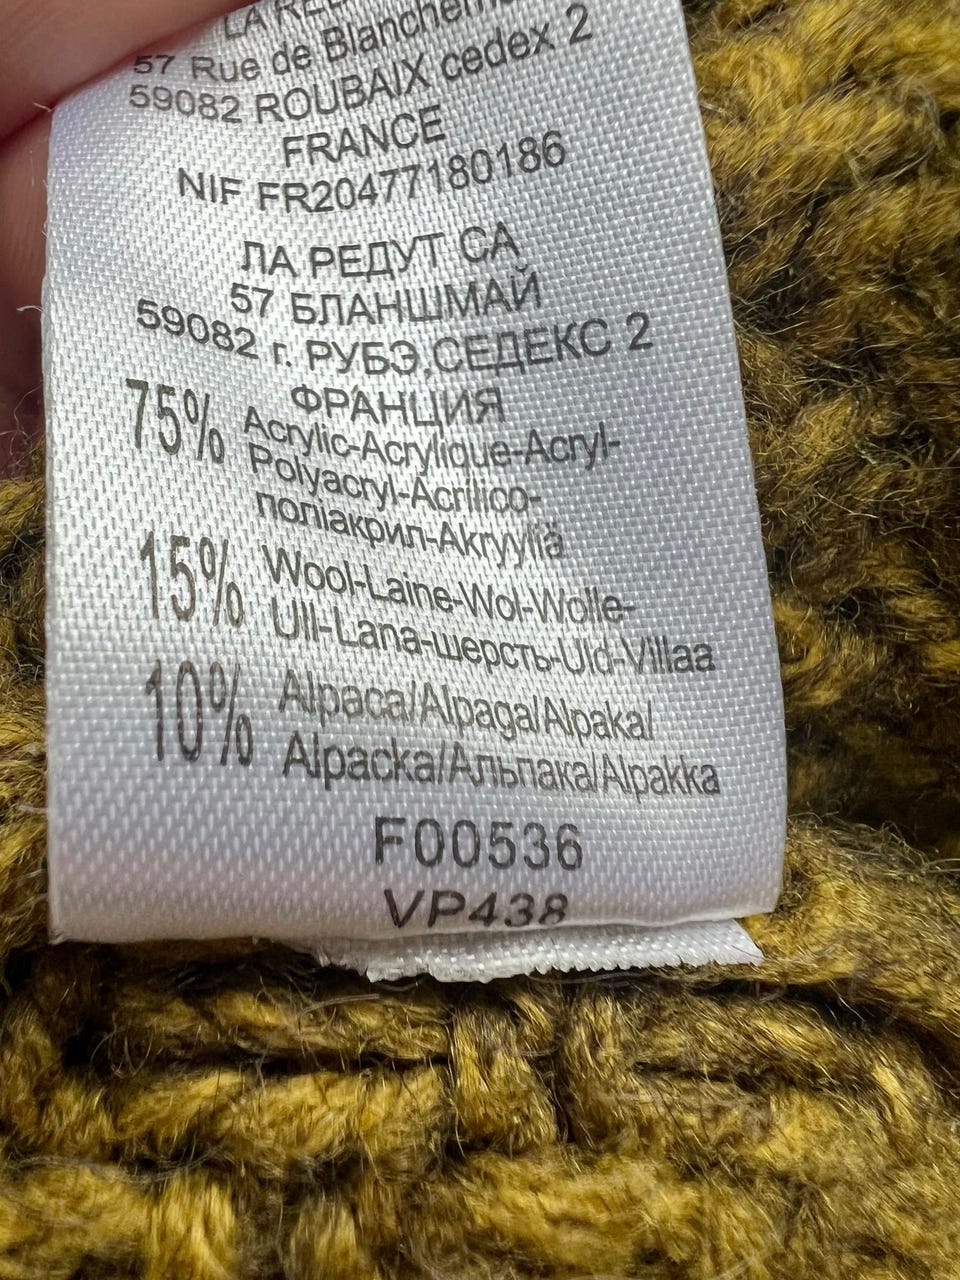 57 Rue de Blanchem
59082 ROUBAIX cedex 2
FRANCE
NIF FR20477180186
ЛА РЕДУТ СА
57 БЛАНШМАЙ
59082 г. РУБЭ,СЕДЕКС 2
ФРАНЦИЯ
75% Acrylic-Acrylique-Acryl-
Polyacryl-Acrílico-
поліакрил-Akryyliä
15% Wool-Laine-Wol-Wolle-
Ull-Lana-шерсть-Uld-Villaa
10% Alpaca/Alpaga/Alpaka/
Alpacka/Альпака/Alpakka
F00536
VP438